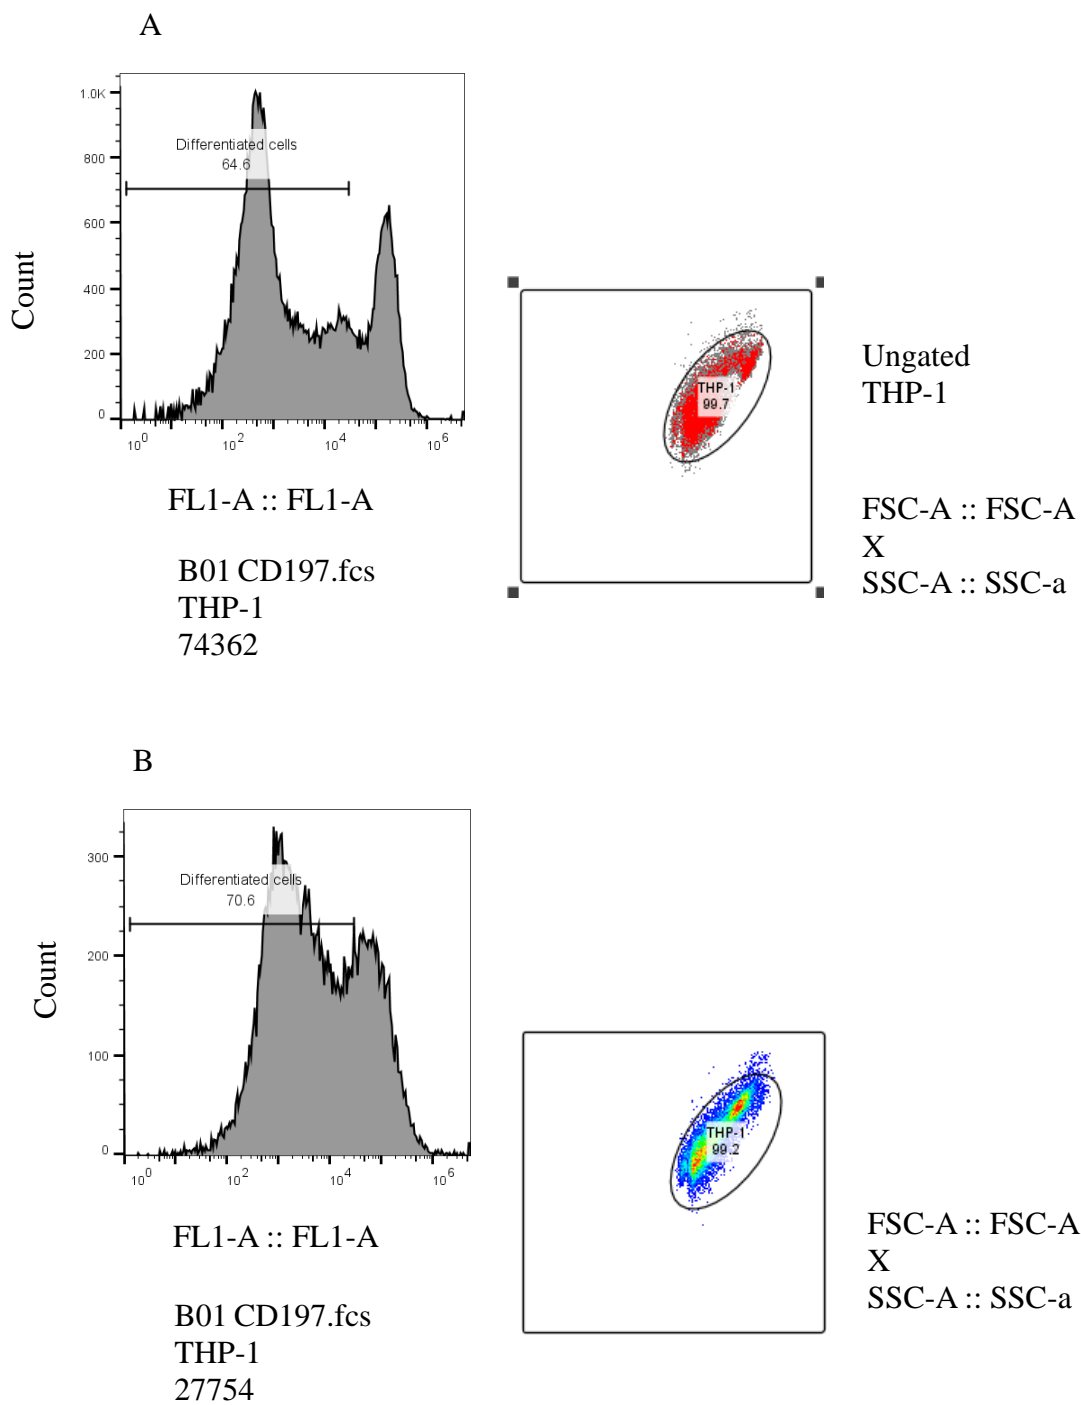 A
1.0K
800
600
400
200
0
Differentiated cells
64.6
10^0
10^2
10^4
10^6
Count
FL1-A :: FL1-A
B01 CD197.fcs
THP-1
74362
THP-1
99.7
Ungated
THP-1
FSC-A :: FSC-A
X
SSC-A :: SSC-a
B
300
200
100
0
Differentiated cells
70.6
10^0
10^2
10^4
10^6
Count
FL1-A :: FL1-A
B01 CD197.fcs
THP-1
27754
THP-1
99.2
FSC-A :: FSC-A
X
SSC-A :: SSC-a